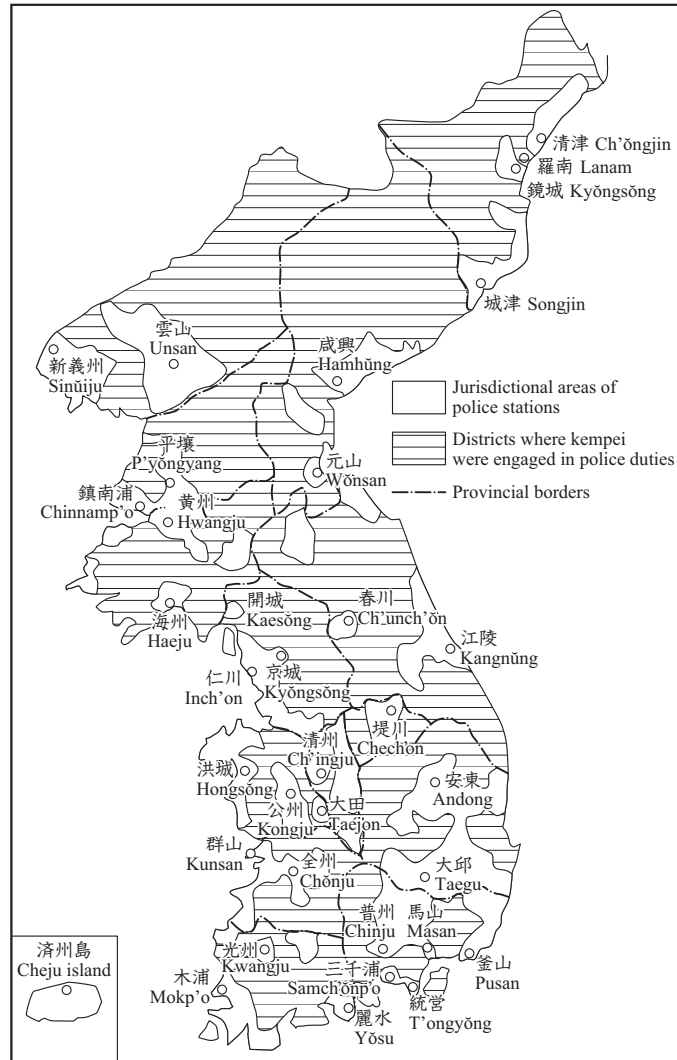 清津 Ch'ŏngjin
羅南 Lanam
鏡城 Kyŏngsŏng
城津 Songjin
雲山
Unsan
新義州
Sinŭiju
咸興
Hamhŭng
Jurisdictional areas of
police stations
Districts where kempei
were engaged in police duties
Provincial borders
平壤
P'yŏngyang
元山
Wŏnsan
鎮南浦
Chinnamp'o
黄州
Hwangju
海州
Haeju
開城
Kaesŏng
春川
Ch'unch'ŏn
江陵
Kangnŭng
仁川
Inch'on
京城
Kyŏngsŏng
堤川
Chech'on
清州
Ch'ingju
洪城
Hongsŏng
公州
Kongju
大田
Taejon
安東
Andong
群山
Kunsan
全州
Chŏnju
大邱
Taegu
普州
Chinju
馬山
Masan
釜山
Pusan
済州島
Cheju island
光州
Kwangju
木浦
Mokp'o
三千浦
Samch'ŏnp'o
統営
T'ongyŏng
麗水
Yŏsu